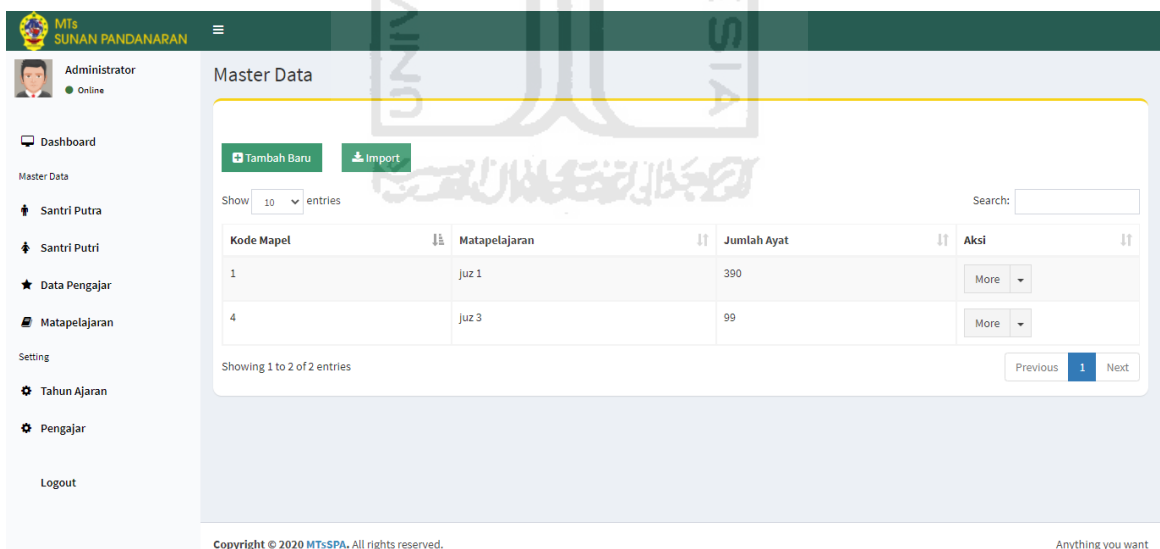 MTs
SUNAN PANDANARAN
Administrator
Online
Dashboard
Master Data
Santri Putra
Santri Putri
Data Pengajar
Matapelajaran
Setting
Tahun Ajaran
Pengajar
Logout
Master Data
Tambah Baru Import
Show 10 entries Search:
Kode Mapel Matapelajaran Jumlah Ayat Aksi
1 juz 1 390 More
4 juz 3 99 More
Showing 1 to 2 of 2 entries Previous 1 Next
Copyright © 2020 MTsSPA. All rights reserved. Anything you want